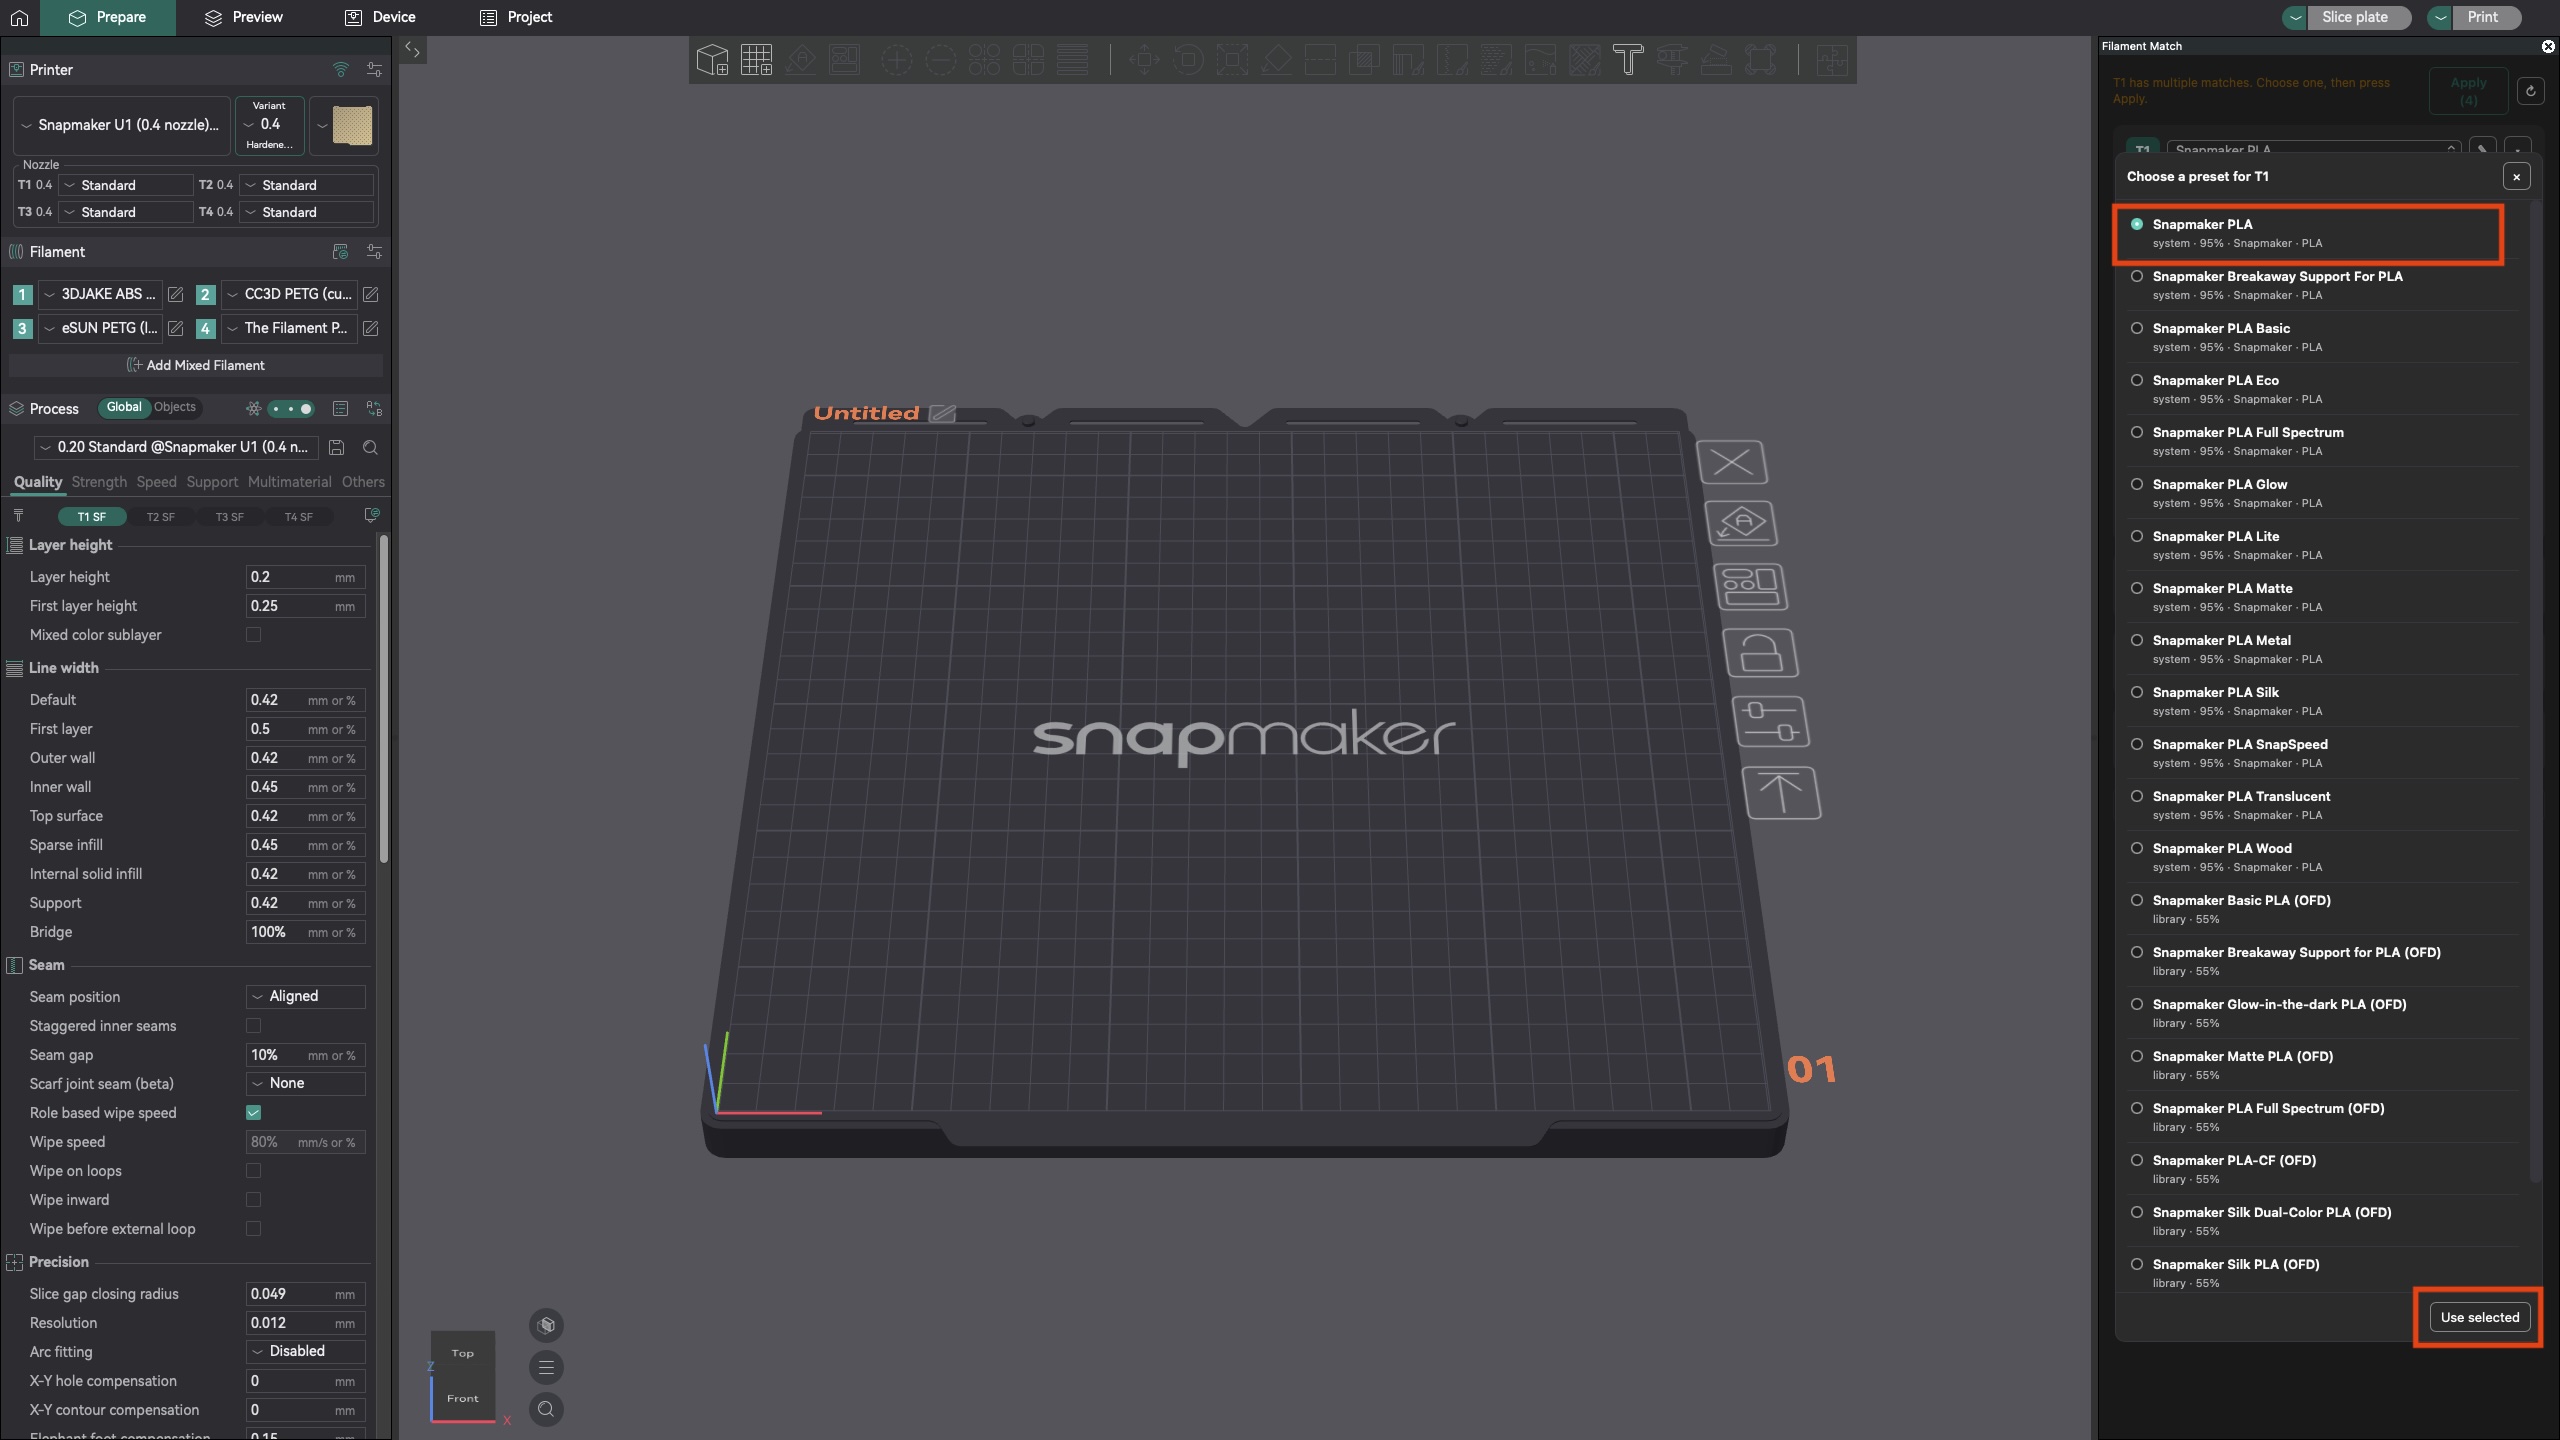 Prepare
Preview
Device
Project
Slice plate
Print
Printer
Snapmaker U1 (0.4 nozzle)...
Variant
0.4
Hardene...
Nozzle
T1 0.4 Standard T2 0.4 Standard
T3 0.4 Standard T4 0.4 Standard
Filament
1 3DJAKE ABS ... 2 CC3D PETG (cu...
3 eSUN PETG (l... 4 The Filament P...
Add Mixed Filament
Process Global Objects
0.20 Standard @Snapmaker U1 (0.4 n...
Quality Strength Speed Support Multimaterial Others
T1 SF T2 SF T3 SF T4 SF
Layer height
Layer height 0.2 mm
First layer height 0.25 mm
Mixed color sublayer
Line width
Default 0.42 mm or %
First layer 0.5 mm or %
Outer wall 0.42 mm or %
Inner wall 0.45 mm or %
Top surface 0.42 mm or %
Sparse infill 0.45 mm or %
Internal solid infill 0.42 mm or %
Support 0.42 mm or %
Bridge 100% mm or %
Seam
Seam position Aligned
Staggered inner seams
Seam gap 10% mm or %
Scarf joint seam (beta) None
Role based wipe speed
Wipe speed 80% mm/s or %
Wipe on loops
Wipe inward
Wipe before external loop
Precision
Slice gap closing radius 0.049 mm
Resolution 0.012 mm
Arc fitting Disabled
X-Y hole compensation 0 mm
X-Y contour compensation 0 mm
Elephant foot compensation 0.15 mm
Untitled
snapmaker
01
Top
Front
Z
X
Filament Match
T1 has multiple matches. Choose one, then press
Apply.
Apply
(4)
T1 Snapmaker PLA
Choose a preset for T1
Snapmaker PLA
system · 95% · Snapmaker · PLA
Snapmaker Breakaway Support For PLA
system · 95% · Snapmaker · PLA
Snapmaker PLA Basic
system · 95% · Snapmaker · PLA
Snapmaker PLA Eco
system · 95% · Snapmaker · PLA
Snapmaker PLA Full Spectrum
system · 95% · Snapmaker · PLA
Snapmaker PLA Glow
system · 95% · Snapmaker · PLA
Snapmaker PLA Lite
system · 95% · Snapmaker · PLA
Snapmaker PLA Matte
system · 95% · Snapmaker · PLA
Snapmaker PLA Metal
system · 95% · Snapmaker · PLA
Snapmaker PLA Silk
system · 95% · Snapmaker · PLA
Snapmaker PLA SnapSpeed
system · 95% · Snapmaker · PLA
Snapmaker PLA Translucent
system · 95% · Snapmaker · PLA
Snapmaker PLA Wood
system · 95% · Snapmaker · PLA
Snapmaker Basic PLA (OFD)
library · 55%
Snapmaker Breakaway Support for PLA (OFD)
library · 55%
Snapmaker Glow-in-the-dark PLA (OFD)
library · 55%
Snapmaker Matte PLA (OFD)
library · 55%
Snapmaker PLA Full Spectrum (OFD)
library · 55%
Snapmaker PLA-CF (OFD)
library · 55%
Snapmaker Silk Dual-Color PLA (OFD)
library · 55%
Snapmaker Silk PLA (OFD)
library · 55%
Use selected